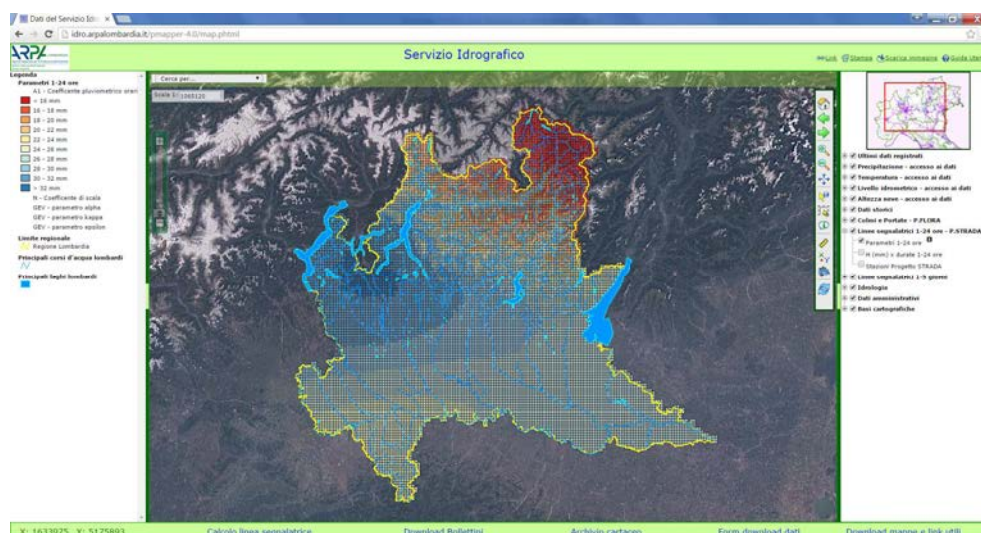 Dati del Servizio Idro
idro.arpalombardia.it/pmapper-4.0/map.phtml
ARPA
Servizio Idrografico
Link Stampa Scarica immagine Guida Utente
Legenda
Parametri 1-24 ore
A1 - Coefficiente pluviometrico orario
< 16 mm
16 - 18 mm
18 - 20 mm
20 - 22 mm
22 - 24 mm
24 - 26 mm
26 - 28 mm
28 - 30 mm
30 - 32 mm
> 32 mm
N - Coefficiente di scala
GEV - parametro alpha
GEV - parametro kappa
GEV - parametro epsilon
Limite regionale
Regione Lombardia
Principali corsi d'acqua lombardi
Principali laghi lombardi
Cerca per...
Scala 1:
Ultimi dati registrati
Precipitazione - accesso ai dati
Temperatura - accesso ai dati
Livello idrometrico - accesso ai dati
Altezza neve - accesso ai dati
Dati storici
Colmi e Portate - P.FLORA
Linee segnalatrici 1-24 ore - P.STRADA
Parametri 1-24 ore
H (mm) x durate 1-24 ore
Stazioni Progetto STRADA
Linee segnalatrici 1-5 giorni
Idrologia
Dati amministrativi
Basi cartografiche
X: 1633975 Y: 5175893
Calcolo linea segnalatrice
Download Bollettini
Archivio cartaceo
Form download dati
Download mappe e link utili